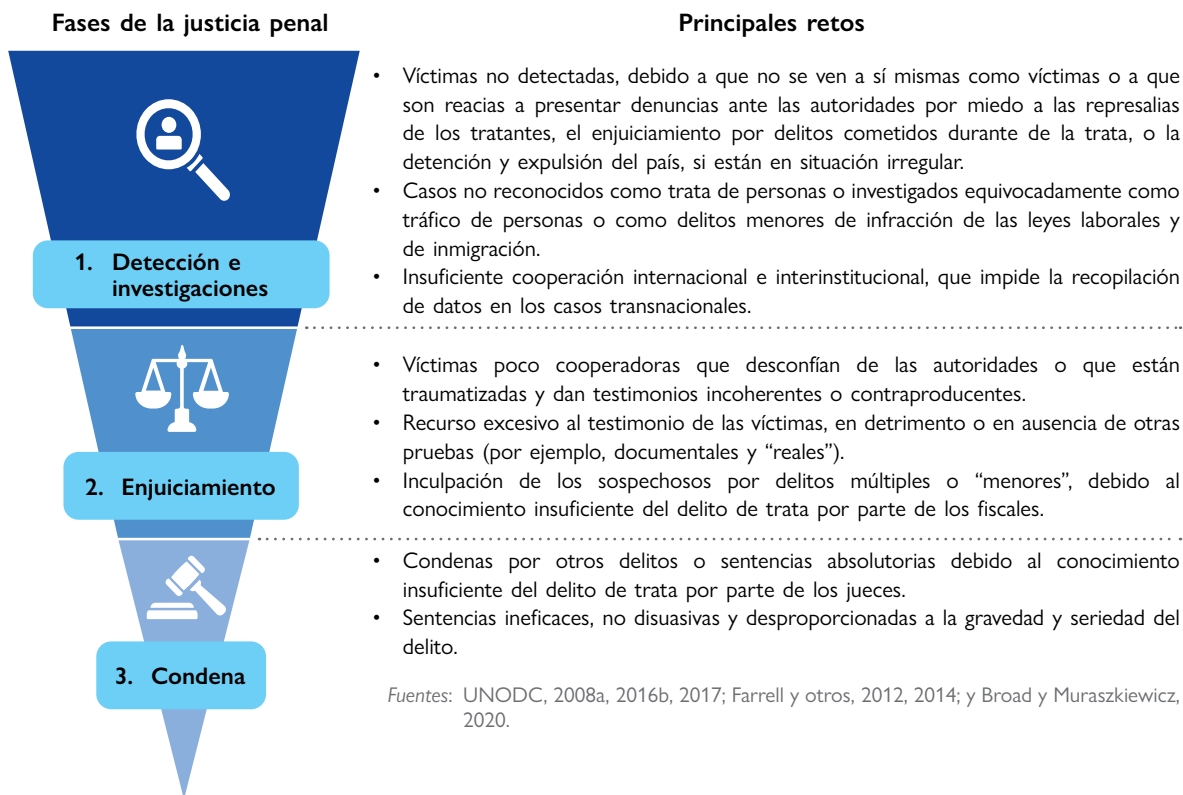 Fases de la justicia penal
Principales retos
• Víctimas no detectadas, debido a que no se ven a sí mismas como víctimas o a que
son reacias a presentar denuncias ante las autoridades por miedo a las represalias
de los tratantes, el enjuiciamiento por delitos cometidos durante de la trata, o la
detención y expulsión del país, si están en situación irregular.
• Casos no reconocidos como trata de personas o investigados equivocadamente como
tráfico de personas o como delitos menores de infracción de las leyes laborales y
de inmigración.
• Insuficiente cooperación internacional e interinstitucional, que impide la recopilación
de datos en los casos transnacionales.
1. Detección e
investigaciones
• Víctimas poco cooperadoras que desconfían de las autoridades o que están
traumatizadas y dan testimonios incoherentes o contraproducentes.
• Recurso excesivo al testimonio de las víctimas, en detrimento o en ausencia de otras
pruebas (por ejemplo, documentales y “reales”).
• Inculpación de los sospechosos por delitos múltiples o “menores”, debido al
conocimiento insuficiente del delito de trata por parte de los fiscales.
2. Enjuiciamiento
• Condenas por otros delitos o sentencias absolutorias debido al conocimiento
insuficiente del delito de trata por parte de los jueces.
• Sentencias ineficaces, no disuasivas y desproporcionadas a la gravedad y seriedad del
delito.
3. Condena
Fuentes: UNODC, 2008a, 2016b, 2017; Farrell y otros, 2012, 2014; y Broad y Muraszkiewicz,
2020.